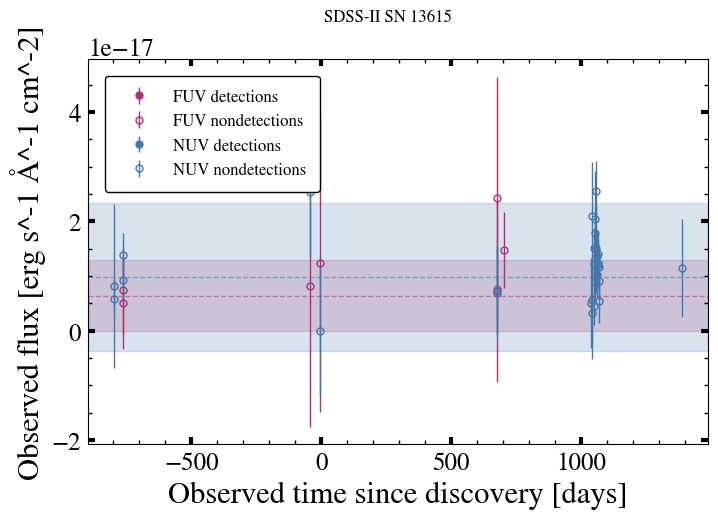 SDSS-II SN 13615
1e−17
Observed flux [erg s^-1 Å^-1 cm^-2]
FUV detections
FUV nondetections
NUV detections
NUV nondetections
4
2
0
−2
−500 0 500 1000
Observed time since discovery [days]